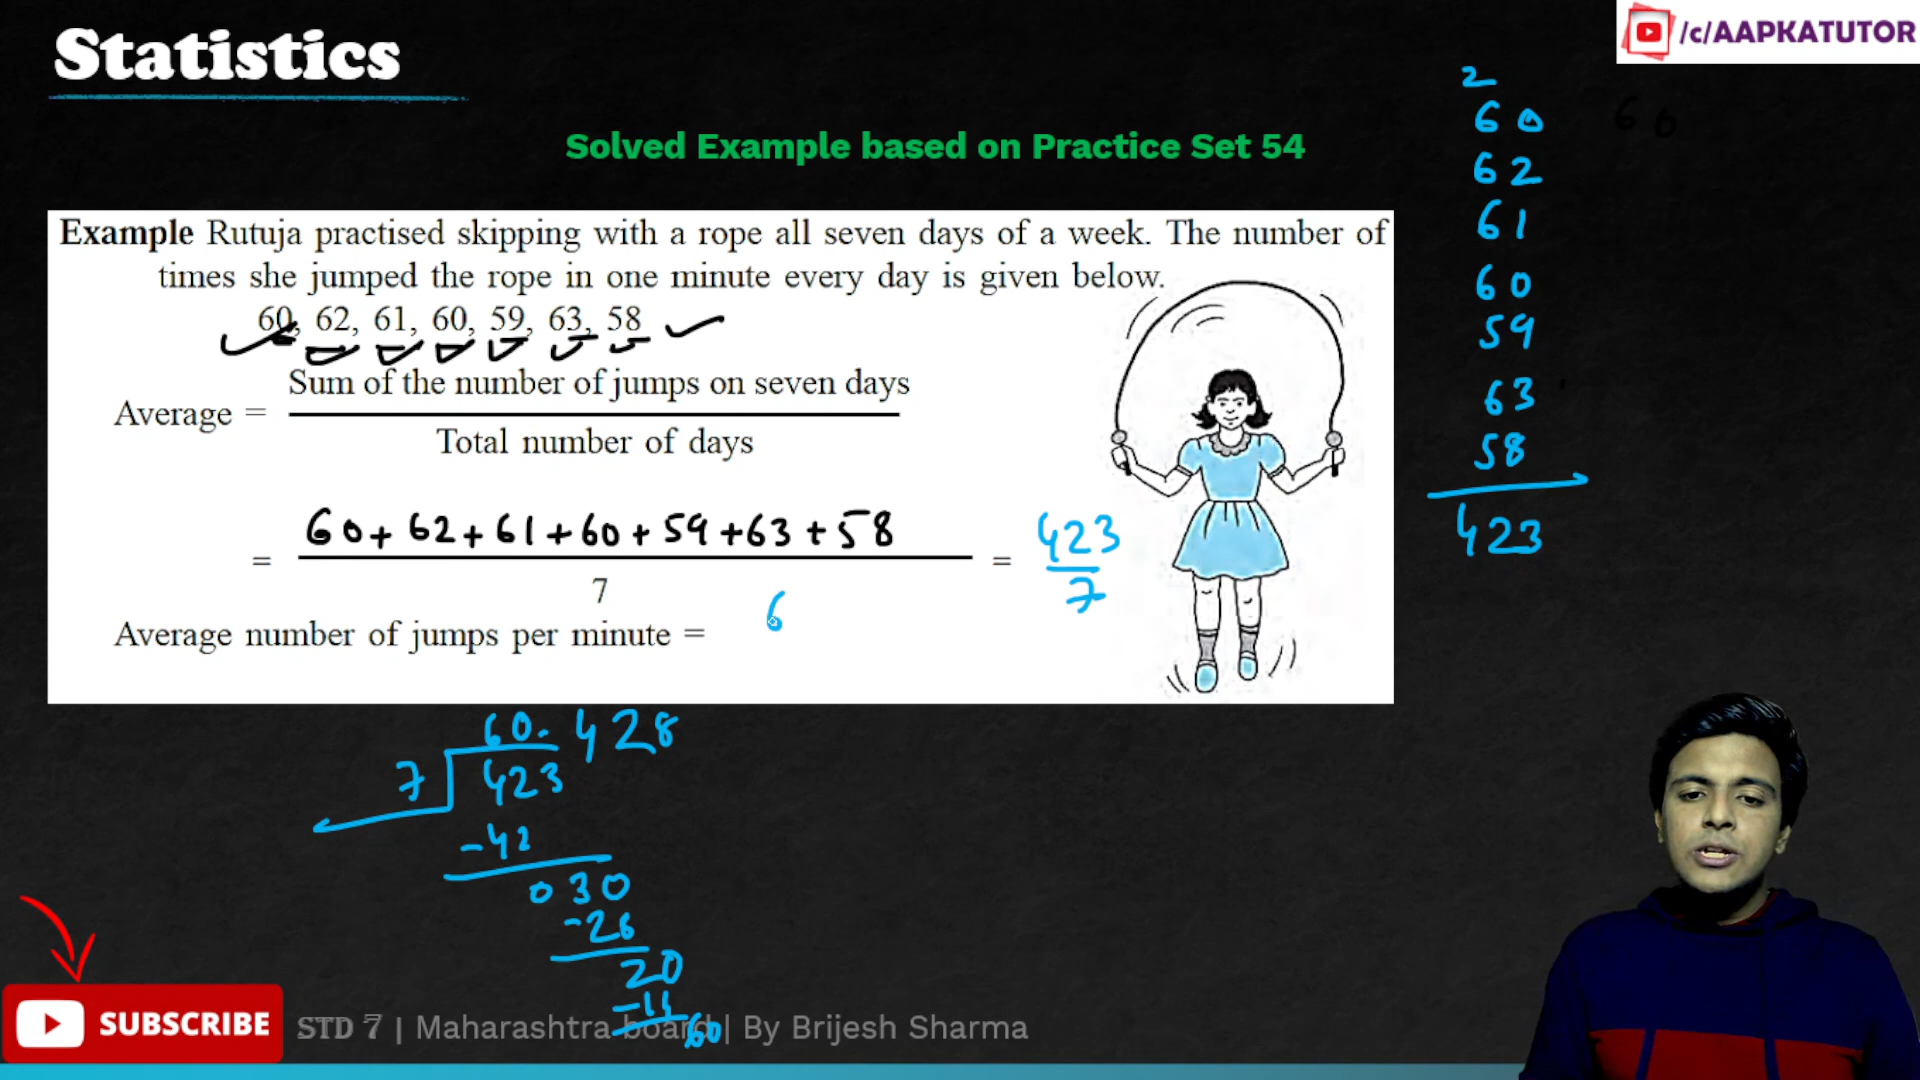 Statistics
/c/AAPKATUTOR
Solved Example based on Practice Set 54
Example Rutuja practised skipping with a rope all seven days of a week. The number of
times she jumped the rope in one minute every day is given below.
60, 62, 61, 60, 59, 63, 58
Average = Sum of the number of jumps on seven days
Total number of days
= 60+62+61+60+59+63+58 = 423
7 7
Average number of jumps per minute = 6
2
60 60
62
61
60
59
63
58
423
60.428
7 423
-42
030
-28
20
60
SUBSCRIBE
STD 7 | Maharashtra board | By Brijesh Sharma